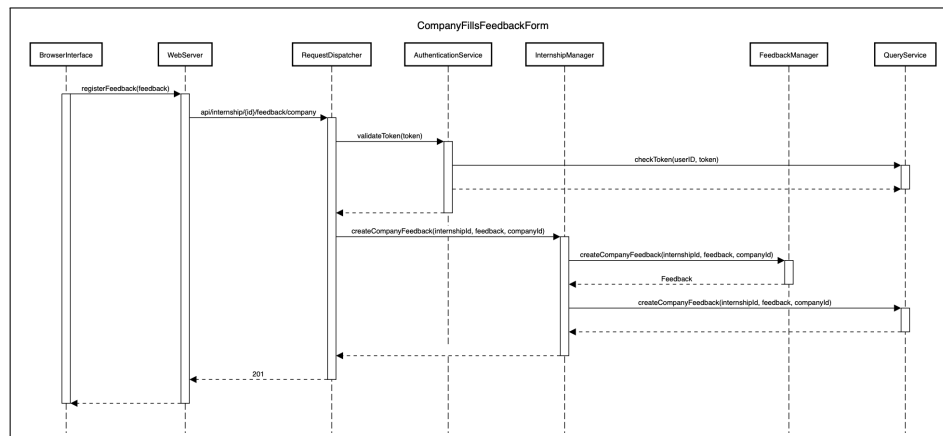 CompanyFillsFeedbackForm
BrowserInterface
WebServer
RequestDispatcher
AuthenticationService
InternshipManager
FeedbackManager
QueryService
registerFeedback(feedback)
api/internship/{id}/feedback/company
validateToken(token)
checkToken(userID, token)
createCompanyFeedback(internshipId, feedback, companyId)
createCompanyFeedback(internshipId, feedback, companyId)
Feedback
createCompanyFeedback(internshipId, feedback, companyId)
201